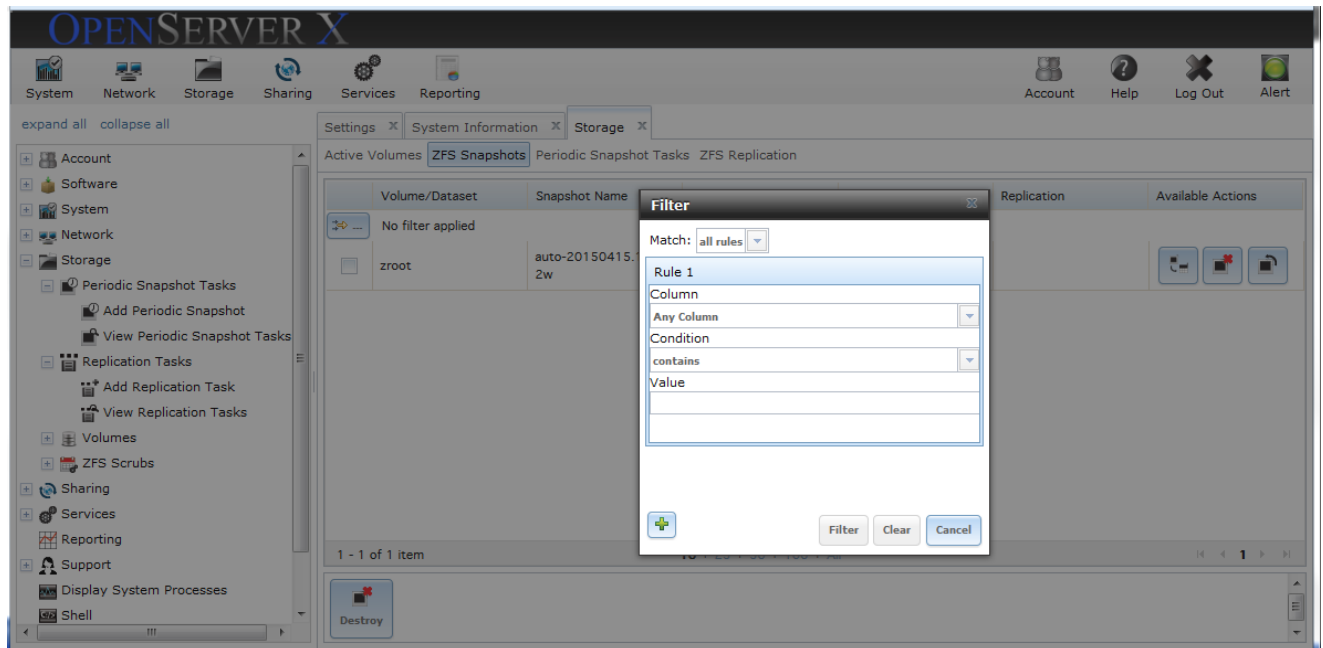 OPENSERVER X
System Network Storage Sharing Services Reporting Account Help Log Out Alert
expand all collapse all
Settings System Information Storage
Active Volumes ZFS Snapshots Periodic Snapshot Tasks ZFS Replication
Account
Software
System
Network
Storage
Periodic Snapshot Tasks
Add Periodic Snapshot
View Periodic Snapshot Tasks
Replication Tasks
Add Replication Task
View Replication Tasks
Volumes
ZFS Scrubs
Sharing
Services
Reporting
Support
Display System Processes
Shell
Volume/Dataset Snapshot Name Replication Available Actions
... No filter applied
zroot auto-20150415.
2w
Filter
Match: all rules
Rule 1
Column
Any Column
Condition
contains
Value
Filter Clear Cancel
1 - 1 of 1 item 1
Destroy